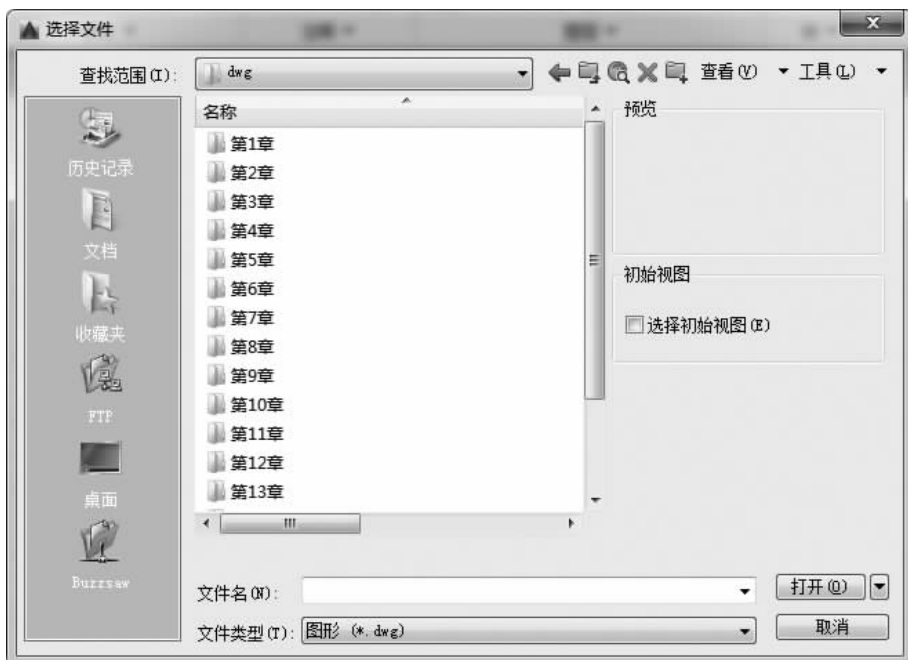 选择文件
查找范围(I):
dwg
查看(V)
工具(L)
名称
预览
历史记录
第1章
第2章
第3章
第4章
文档
第5章
初始视图
第6章
收藏夹
第7章
选择初始视图(E)
第8章
第9章
FTP
第10章
第11章
第12章
桌面
第13章
Buzzsaw
文件名(N):
打开(O)
文件类型(T):
图形 (*.dwg)
取消